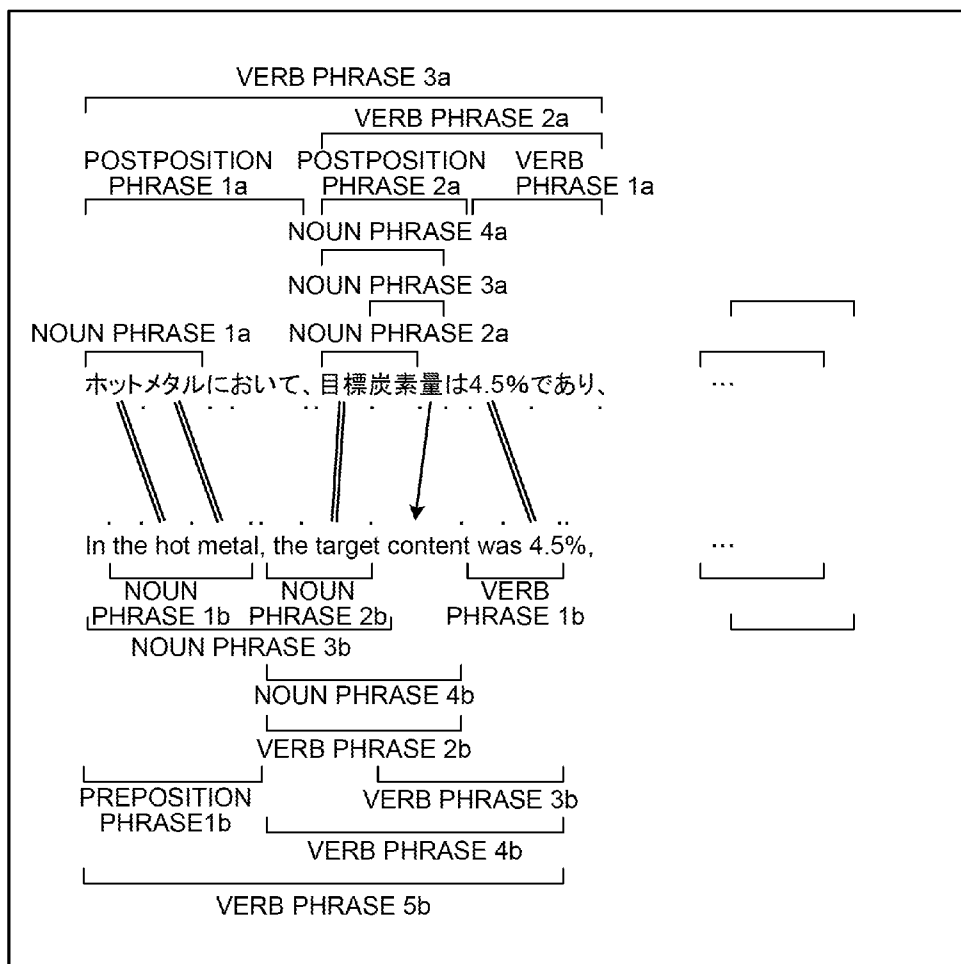 VERB PHRASE 3a
VERB PHRASE 2a
POSTPOSITION POSTPOSITION VERB
PHRASE 1a PHRASE 2a PHRASE 1a
NOUN PHRASE 4a
NOUN PHRASE 3a
NOUN PHRASE 1a NOUN PHRASE 2a
ホットメタルにおいて、目標炭素量は4.5%であり、 ...
In the hot metal, the target content was 4.5%, ...
NOUN NOUN VERB
PHRASE 1b PHRASE 2b PHRASE 1b
NOUN PHRASE 3b
NOUN PHRASE 4b
VERB PHRASE 2b
PREPOSITION VERB PHRASE 3b
PHRASE1b
VERB PHRASE 4b
VERB PHRASE 5b